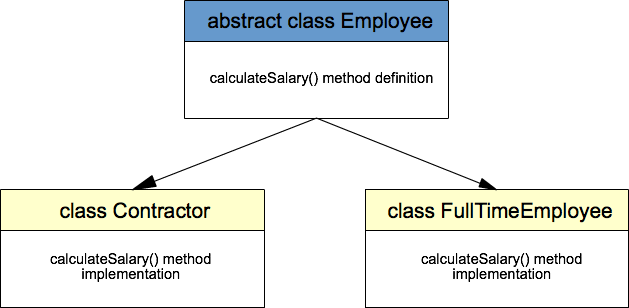 abstract class Employee
calculateSalary() method definition
class Contractor
calculateSalary() method
implementation
class FullTimeEmployee
calculateSalary() method
implementation